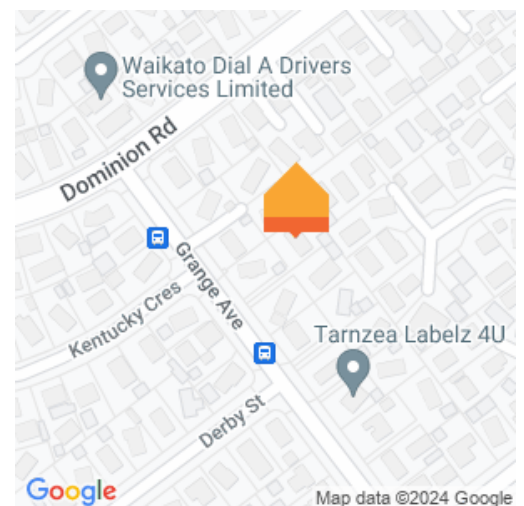 Waikato Dial A Drivers
Services Limited
Dominion Rd
Grange Ave
Kentucky Cres
Tarnzea Labelz 4U
Derby St
Google
Map data ©2024 Google